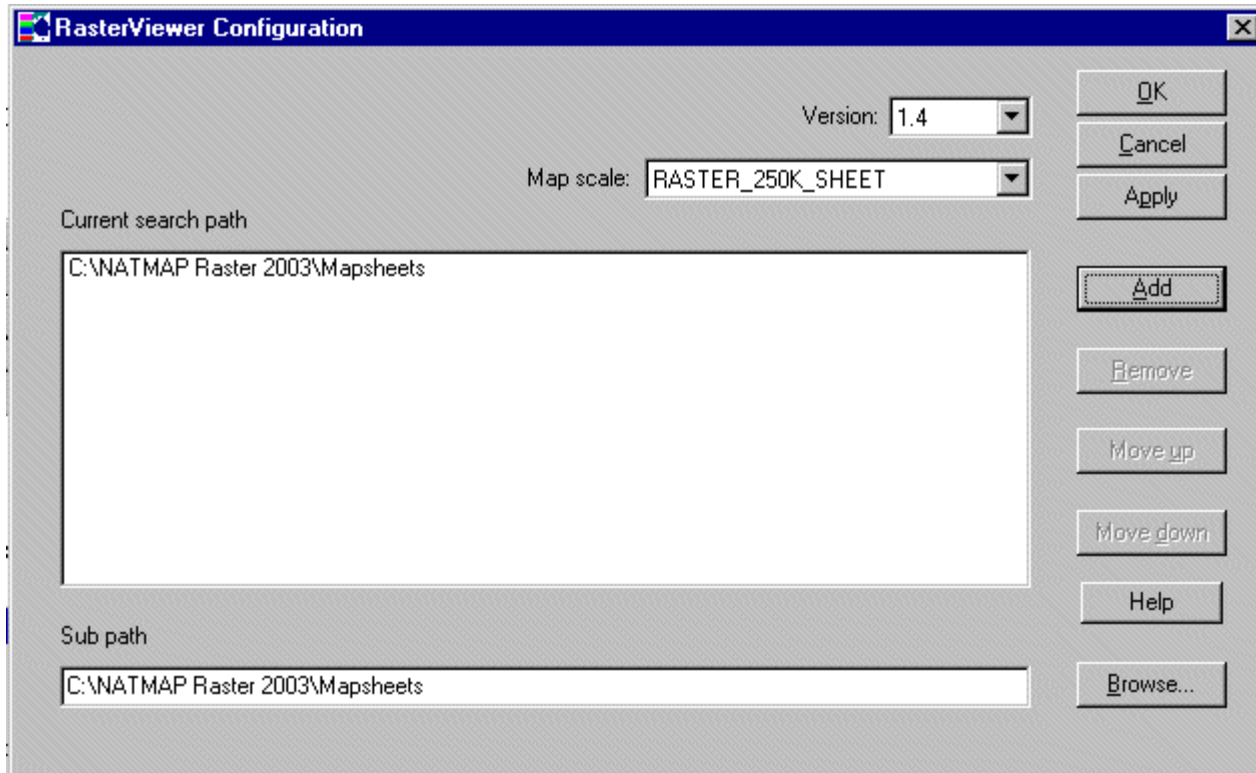 RasterViewer Configuration
Version: 1.4
OK
Cancel
Map scale: RASTER_250K_SHEET
Apply
Current search path
C:\NATMAP Raster 2003\Mapsheets
Add
Remove
Move up
Move down
Help
Sub path
C:\NATMAP Raster 2003\Mapsheets
Browse...